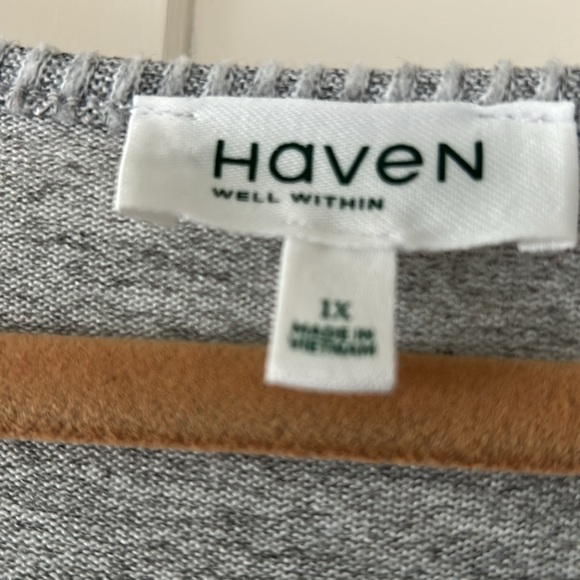 HaveN
WELL WITHIN
1X
MADE IN
VIETNAM